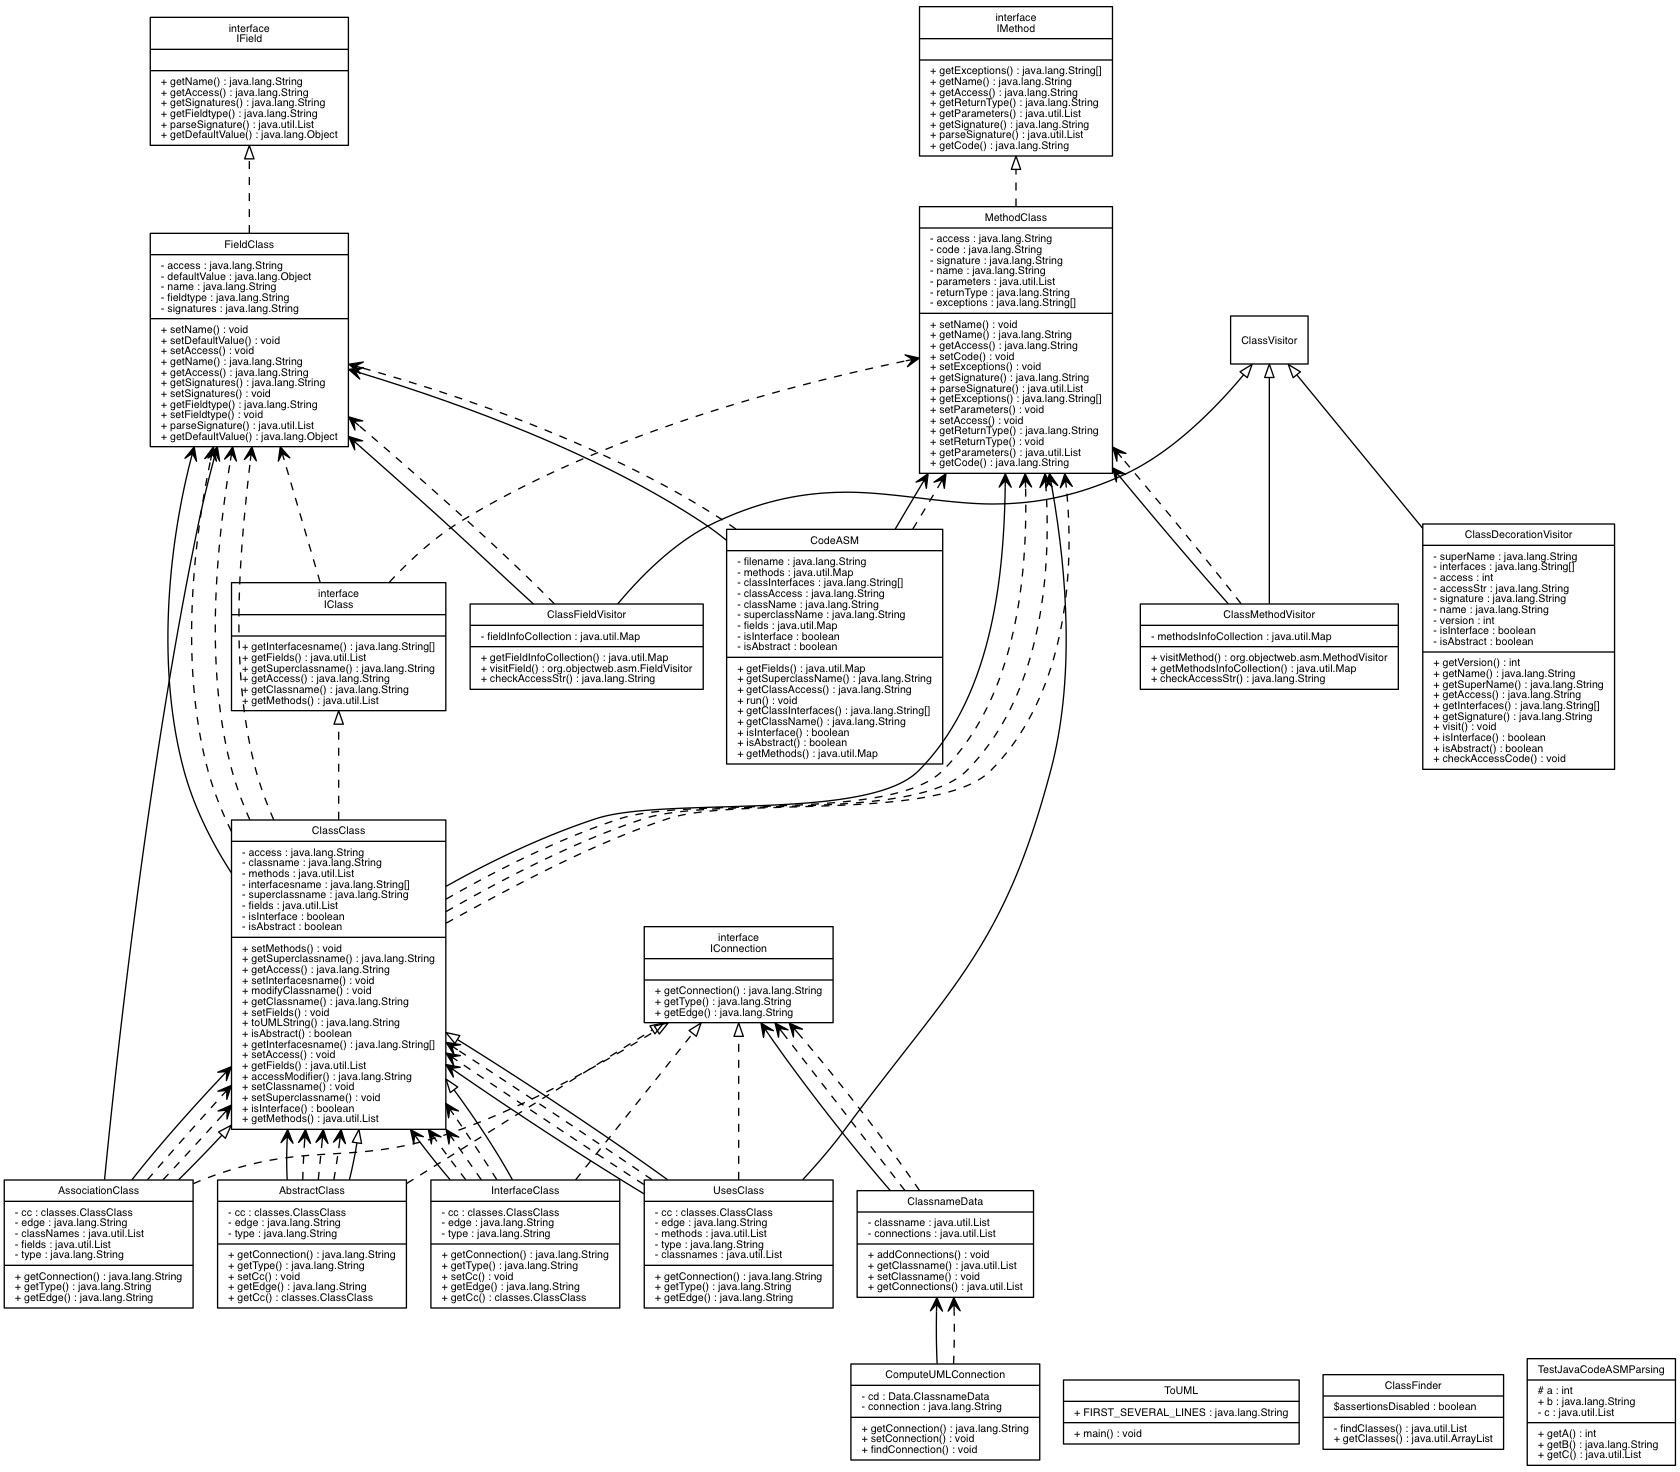 interface
IField
+ getName() : java.lang.String
+ getAccess() : java.lang.String
+ getSignatures() : java.lang.String
+ getFieldtype() : java.lang.String
+ parseSignature() : java.util.List
+ getDefaultValue() : java.lang.Object
interface
IMethod
+ getExceptions() : java.lang.String[]
+ getName() : java.lang.String
+ getAccess() : java.lang.String
+ getReturnType() : java.lang.String
+ getParameters() : java.util.List
+ getSignature() : java.lang.String
+ parseSignature() : java.util.List
+ getCode() : java.lang.String
FieldClass
- access : java.lang.String
- defaultValue : java.lang.Object
- name : java.lang.String
- fieldtype : java.lang.String
- signatures : java.lang.String
+ setName() : void
+ setDefaultValue() : void
+ setAccess() : void
+ getName() : java.lang.String
+ getAccess() : java.lang.String
+ getSignatures() : java.lang.String
+ setSignatures() : void
+ getFieldtype() : java.lang.String
+ setFieldtype() : void
+ parseSignature() : java.util.List
+ getDefaultValue() : java.lang.Object
MethodClass
- access : java.lang.String
- code : java.lang.String
- signature : java.lang.String
- name : java.lang.String
- parameters : java.util.List
- returnType : java.lang.String
- exceptions : java.lang.String[]
+ setName() : void
+ getName() : java.lang.String
+ getAccess() : java.lang.String
+ setCode() : void
+ setExceptions() : void
+ getSignature() : java.lang.String
+ parseSignature() : java.util.List
+ getExceptions() : java.lang.String[]
+ setParameters() : void
+ setAccess() : void
+ getReturnType() : java.lang.String
+ setReturnType() : void
+ getParameters() : java.util.List
+ getCode() : java.lang.String
ClassVisitor
interface
IClass
+ getInterfacesname() : java.lang.String[]
+ getFields() : java.util.List
+ getSuperclassname() : java.lang.String
+ getAccess() : java.lang.String
+ getClassname() : java.lang.String
+ getMethods() : java.util.List
ClassFieldVisitor
- fieldInfoCollection : java.util.Map
+ getFieldInfoCollection() : java.util.Map
+ visitField() : org.objectweb.asm.FieldVisitor
+ checkAccessStr() : java.lang.String
CodeASM
- filename : java.lang.String
- methods : java.util.Map
- classInterfaces : java.lang.String[]
- classAccess : java.lang.String
- className : java.lang.String
- superclassName : java.lang.String
- fields : java.util.Map
- isInterface : boolean
- isAbstract : boolean
+ getFields() : java.util.Map
+ getSuperclassName() : java.lang.String
+ getClassAccess() : java.lang.String
+ run() : void
+ getClassInterfaces() : java.lang.String[]
+ getClassName() : java.lang.String
+ isInterface() : boolean
+ isAbstract() : boolean
+ getMethods() : java.util.Map
ClassMethodVisitor
- methodsInfoCollection : java.util.Map
+ visitMethod() : org.objectweb.asm.MethodVisitor
+ getMethodsInfoCollection() : java.util.Map
+ checkAccessStr() : java.lang.String
ClassDecorationVisitor
- superName : java.lang.String
- interfaces : java.lang.String[]
- access : int
- accessStr : java.lang.String
- signature : java.lang.String
- name : java.lang.String
- version : int
- isInterface : boolean
- isAbstract : boolean
+ getVersion() : int
+ getName() : java.lang.String
+ getSuperName() : java.lang.String
+ getAccess() : java.lang.String
+ getInterfaces() : java.lang.String[]
+ getSignature() : java.lang.String
+ visit() : void
+ isInterface() : boolean
+ isAbstract() : boolean
+ checkAccessCode() : void
ClassClass
- access : java.lang.String
- classname : java.lang.String
- methods : java.util.List
- interfacesname : java.lang.String[]
- superclassname : java.lang.String
- fields : java.util.List
- isInterface : boolean
- isAbstract : boolean
+ setMethods() : void
+ getSuperclassname() : java.lang.String
+ getAccess() : java.lang.String
+ setInterfacesname() : void
+ modifyClassname() : void
+ getClassname() : java.lang.String
+ setFields() : void
+ toUMLString() : java.lang.String
+ isAbstract() : boolean
+ getInterfacesname() : java.lang.String[]
+ setAccess() : void
+ getFields() : java.util.List
+ accessModifier() : java.lang.String
+ setClassname() : void
+ setSuperclassname() : void
+ isInterface() : boolean
+ getMethods() : java.util.List
interface
IConnection
+ getConnection() : java.lang.String
+ getType() : java.lang.String
+ getEdge() : java.lang.String
AssociationClass
- cc : classes.ClassClass
- edge : java.lang.String
- classNames : java.util.List
- fields : java.util.List
- type : java.lang.String
+ getConnection() : java.lang.String
+ getType() : java.lang.String
+ getEdge() : java.lang.String
AbstractClass
- cc : classes.ClassClass
- edge : java.lang.String
- type : java.lang.String
+ getConnection() : java.lang.String
+ getType() : java.lang.String
+ setCc() : void
+ getEdge() : java.lang.String
+ getCc() : classes.ClassClass
InterfaceClass
- cc : classes.ClassClass
- edge : java.lang.String
- type : java.lang.String
+ getConnection() : java.lang.String
+ getType() : java.lang.String
+ setCc() : void
+ getEdge() : java.lang.String
+ getCc() : classes.ClassClass
UsesClass
- cc : classes.ClassClass
- edge : java.lang.String
- methods : java.util.List
- type : java.lang.String
- classnames : java.util.List
+ getConnection() : java.lang.String
+ getType() : java.lang.String
+ getEdge() : java.lang.String
ClassnameData
- classname : java.util.List
- connections : java.util.List
+ addConnections() : void
+ getClassname() : java.util.List
+ setClassname() : void
+ getConnections() : java.util.List
ComputeUMLConnection
- cd : Data.ClassnameData
- connection : java.lang.String
+ getConnection() : java.lang.String
+ setConnection() : void
+ findConnection() : void
ToUML
+ FIRST_SEVERAL_LINES : java.lang.String
+ main() : void
ClassFinder
$assertionsDisabled : boolean
- findClasses() : java.util.List
+ getClasses() : java.util.ArrayList
TestJavaCodeASMParsing
# a : int
+ b : java.lang.String
- c : java.util.List
+ getA() : int
+ getB() : java.lang.String
+ getC() : java.util.List